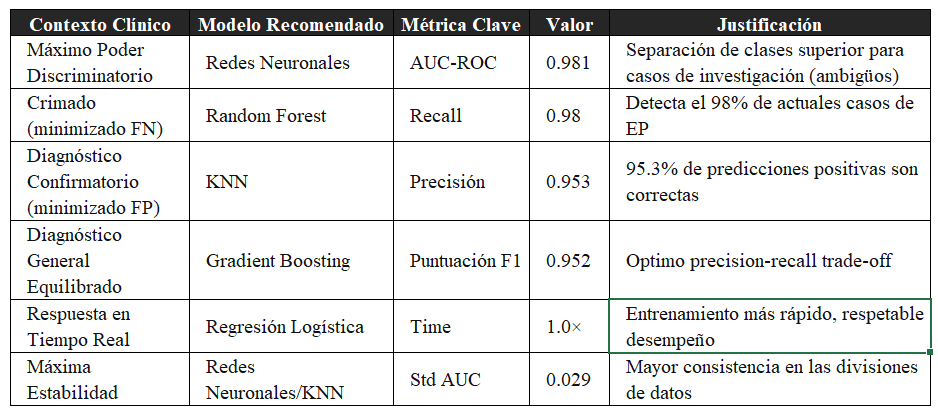 Contexto Clínico Modelo Recomendado Métrica Clave Valor Justificación
Máximo Poder
Discriminatorio
Redes Neuronales
AUC-ROC
0.981
Separación de clases superior para
casos de investigación (ambigüos)
Crimado
(minimizado FN)
Random Forest
Recall
0.98
Detecta el 98% de actuales casos de
EP
Diagnóstico
Confirmatorio
(minimizado FP)
KNN
Precisión
0.953
95.3% de predicciones positivas son
correctas
Diagnóstico
General
Equilibrado
Gradient Boosting
Puntuación F1
0.952
Optimo precision-recall trade-off
Respuesta en
Tiempo Real
Regresión Logística
Time
1.0×
Entrenamiento más rápido, respetable
desempeño
Máxima
Estabilidad
Redes
Neuronales/KNN
Std AUC
0.029
Mayor consistencia en las divisiones
de datos